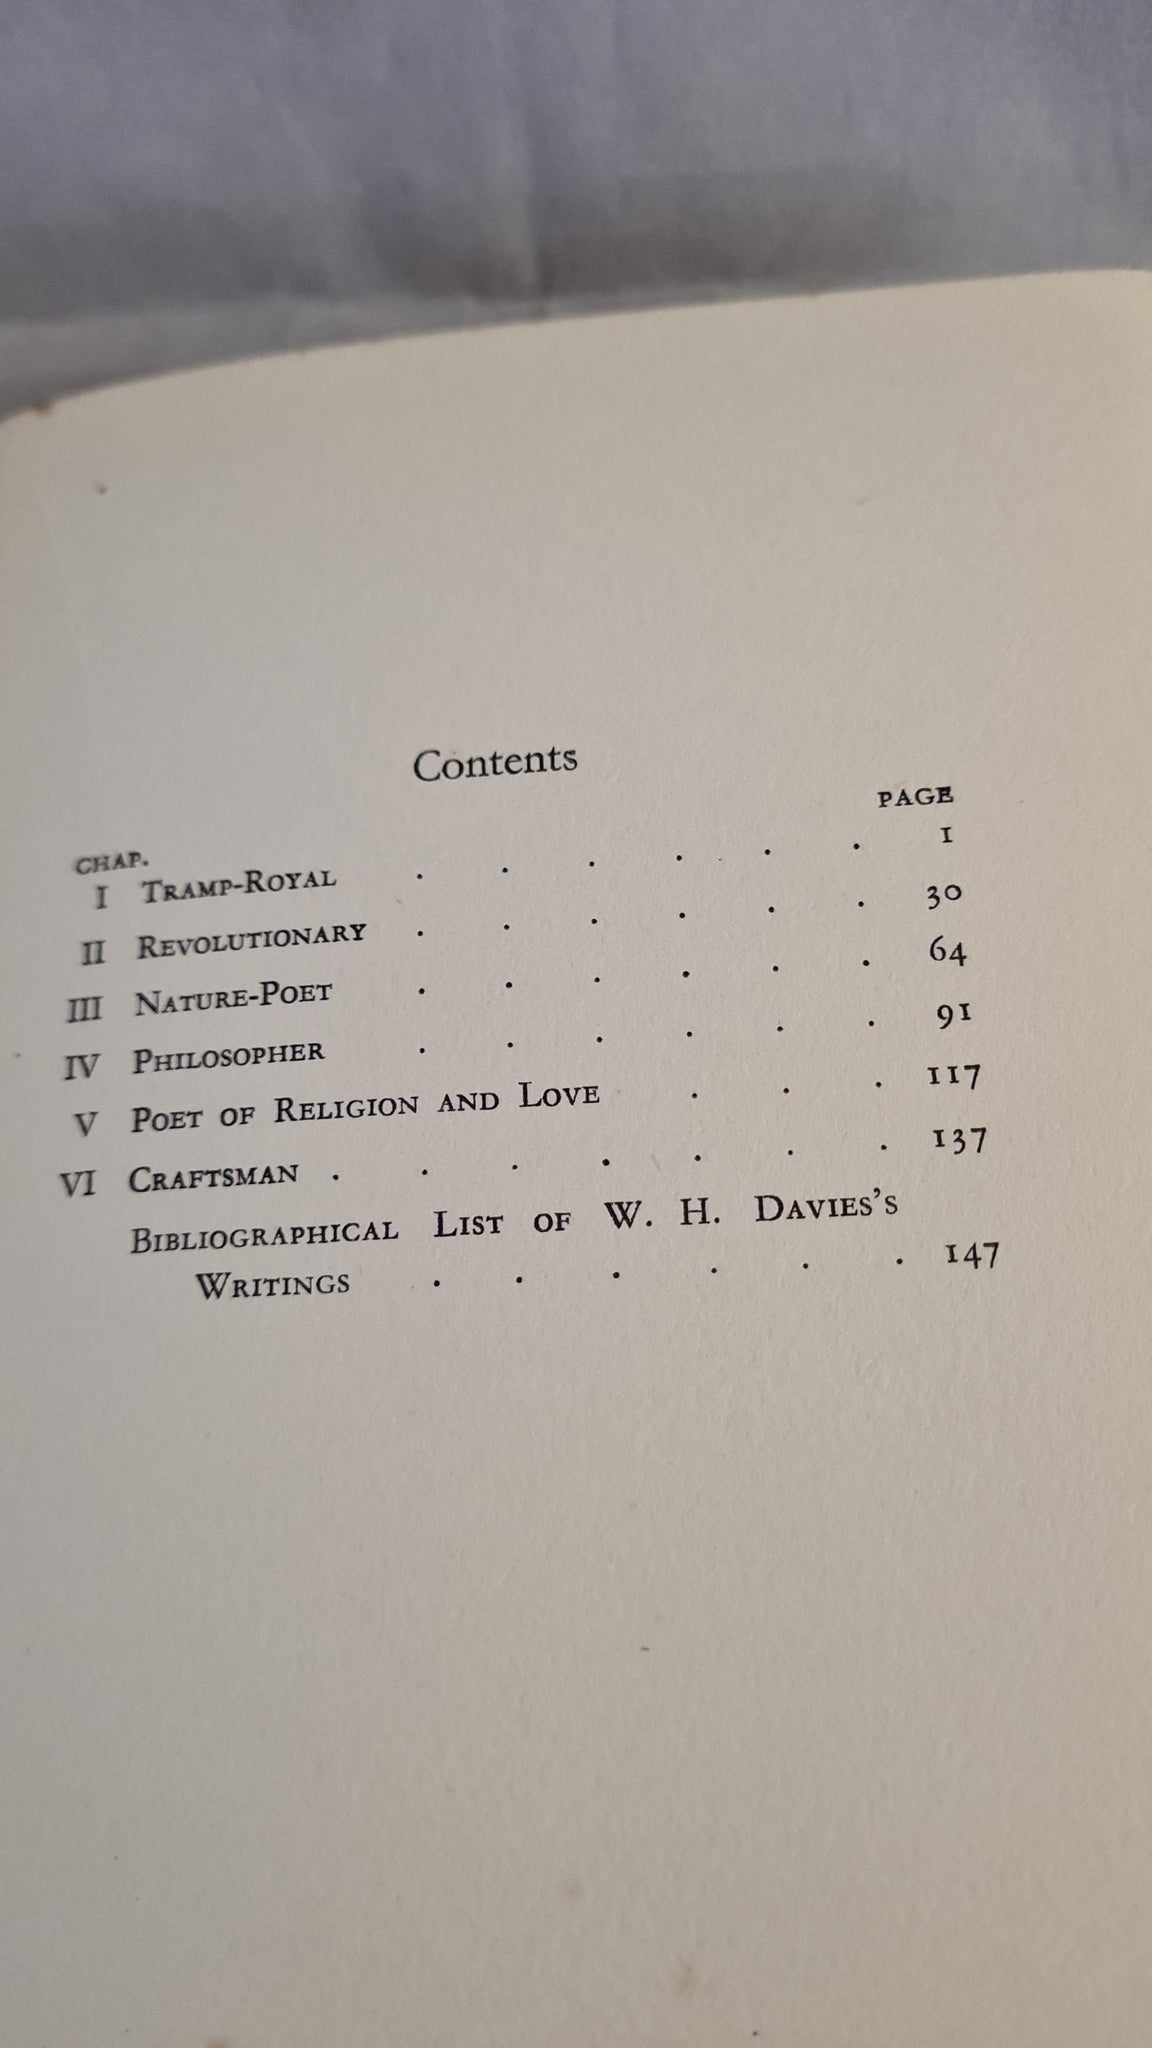 Contents
PAGE
CHAP.
I TRAMP-ROYAL . . . . . . 1
II REVOLUTIONARY . . . . . . 30
III NATURE-POET . . . . . . 64
IV PHILOSOPHER . . . . . . 91
V POET OF RELIGION AND LOVE . . . 117
VI CRAFTSMAN . . . . . . . 137
BIBLIOGRAPHICAL LIST OF W. H. DAVIES'S
WRITINGS . . . . . . 147